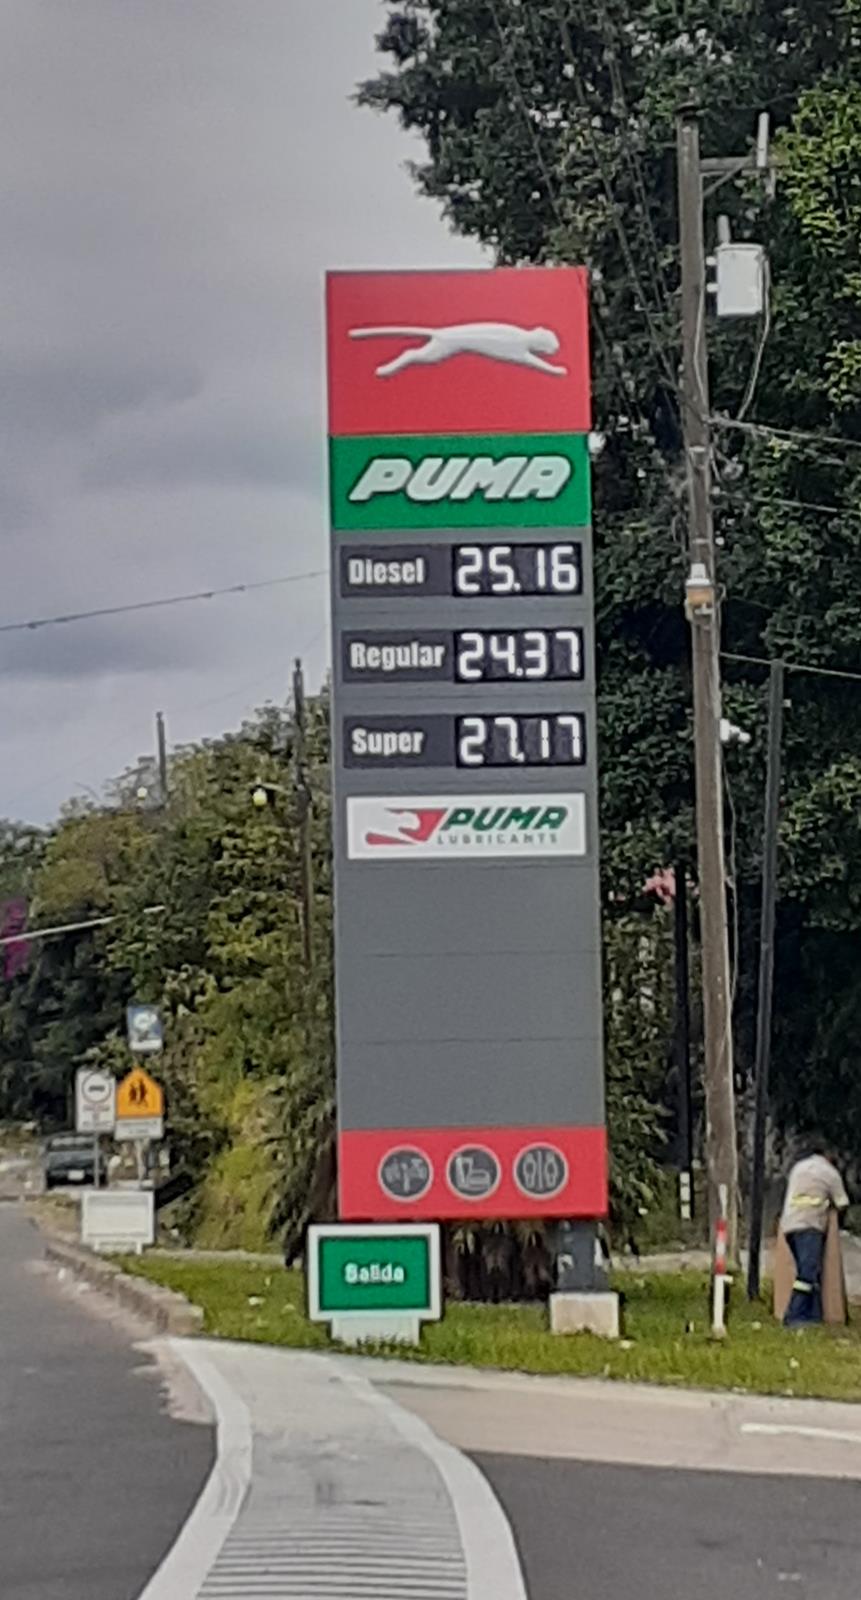 PUMA
Diesel 25.16
Regular 24.37
Super 27.17
PUMA
LUBRICANTS
Salida